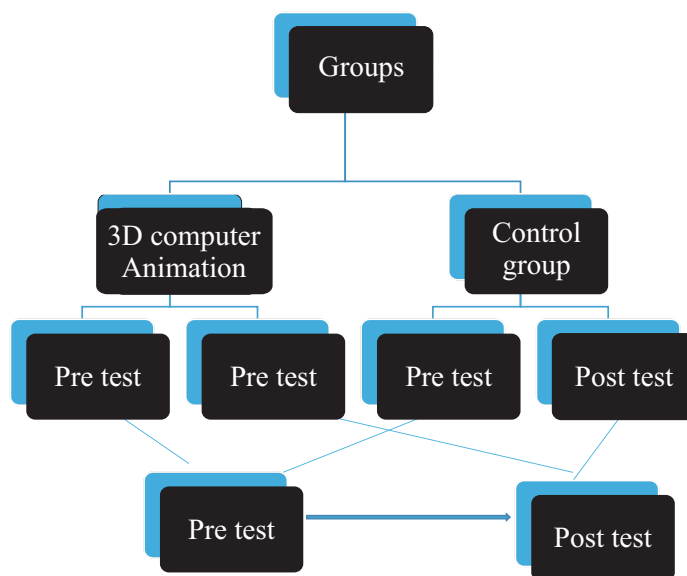 Groups
3D computer
Animation
Control
group
Pre test
Pre test
Pre test
Post test
Pre test
Post test